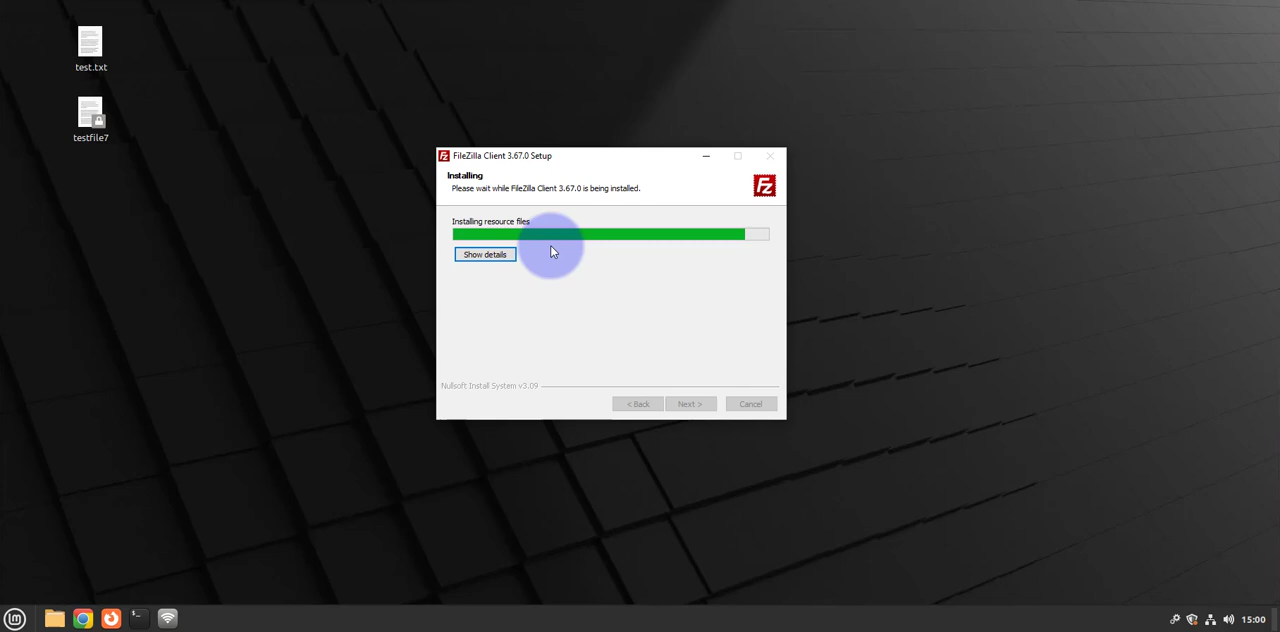 test.txt
testfile7
FileZilla Client 3.67.0 Setup
Installing
Please wait while FileZilla Client 3.67.0 is being installed.
Fz
Installing resource files
Show details
Nullsoft Install System v3.09
< Back
Next >
Cancel
15:00